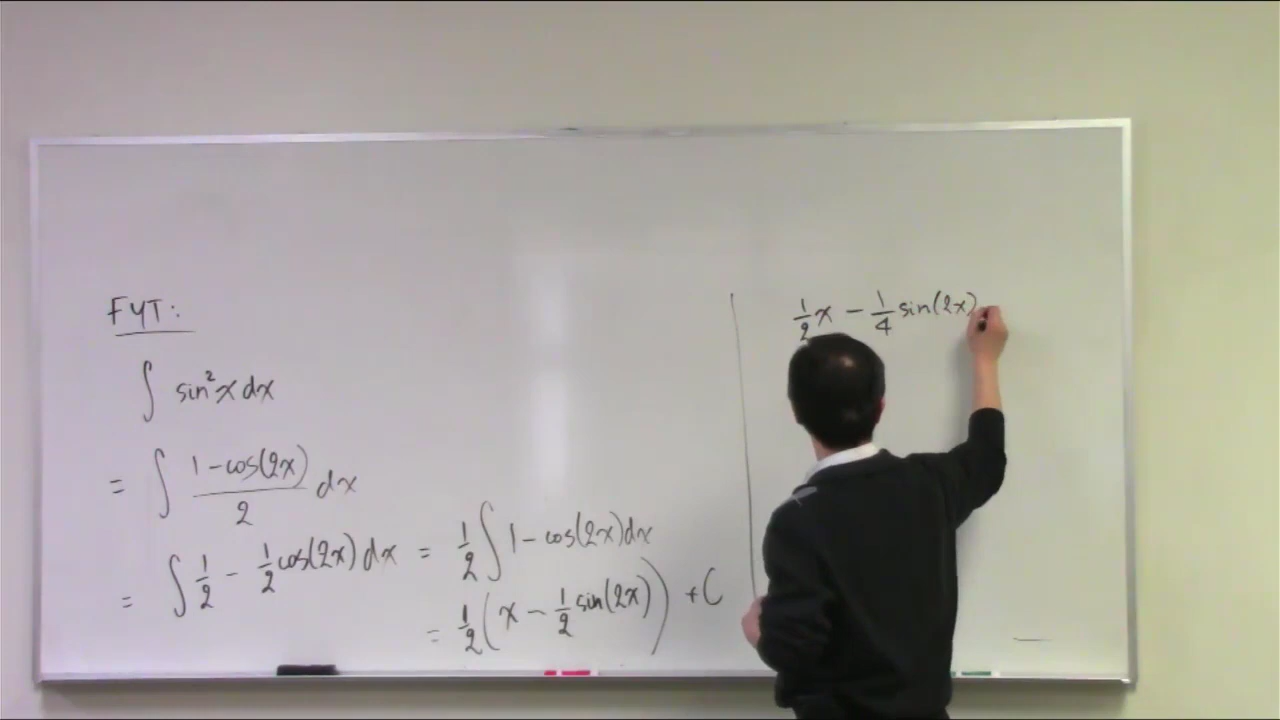 FYT:
∫ sin²x dx
= ∫ (1-cos(2x))/2 dx
= ∫ 1/2 - 1/2 cos(2x) dx = 1/2 ∫ 1 - cos(2x) dx
= 1/2 (x - 1/2 sin(2x)) + C
1/2 x - 1/4 sin(2x)